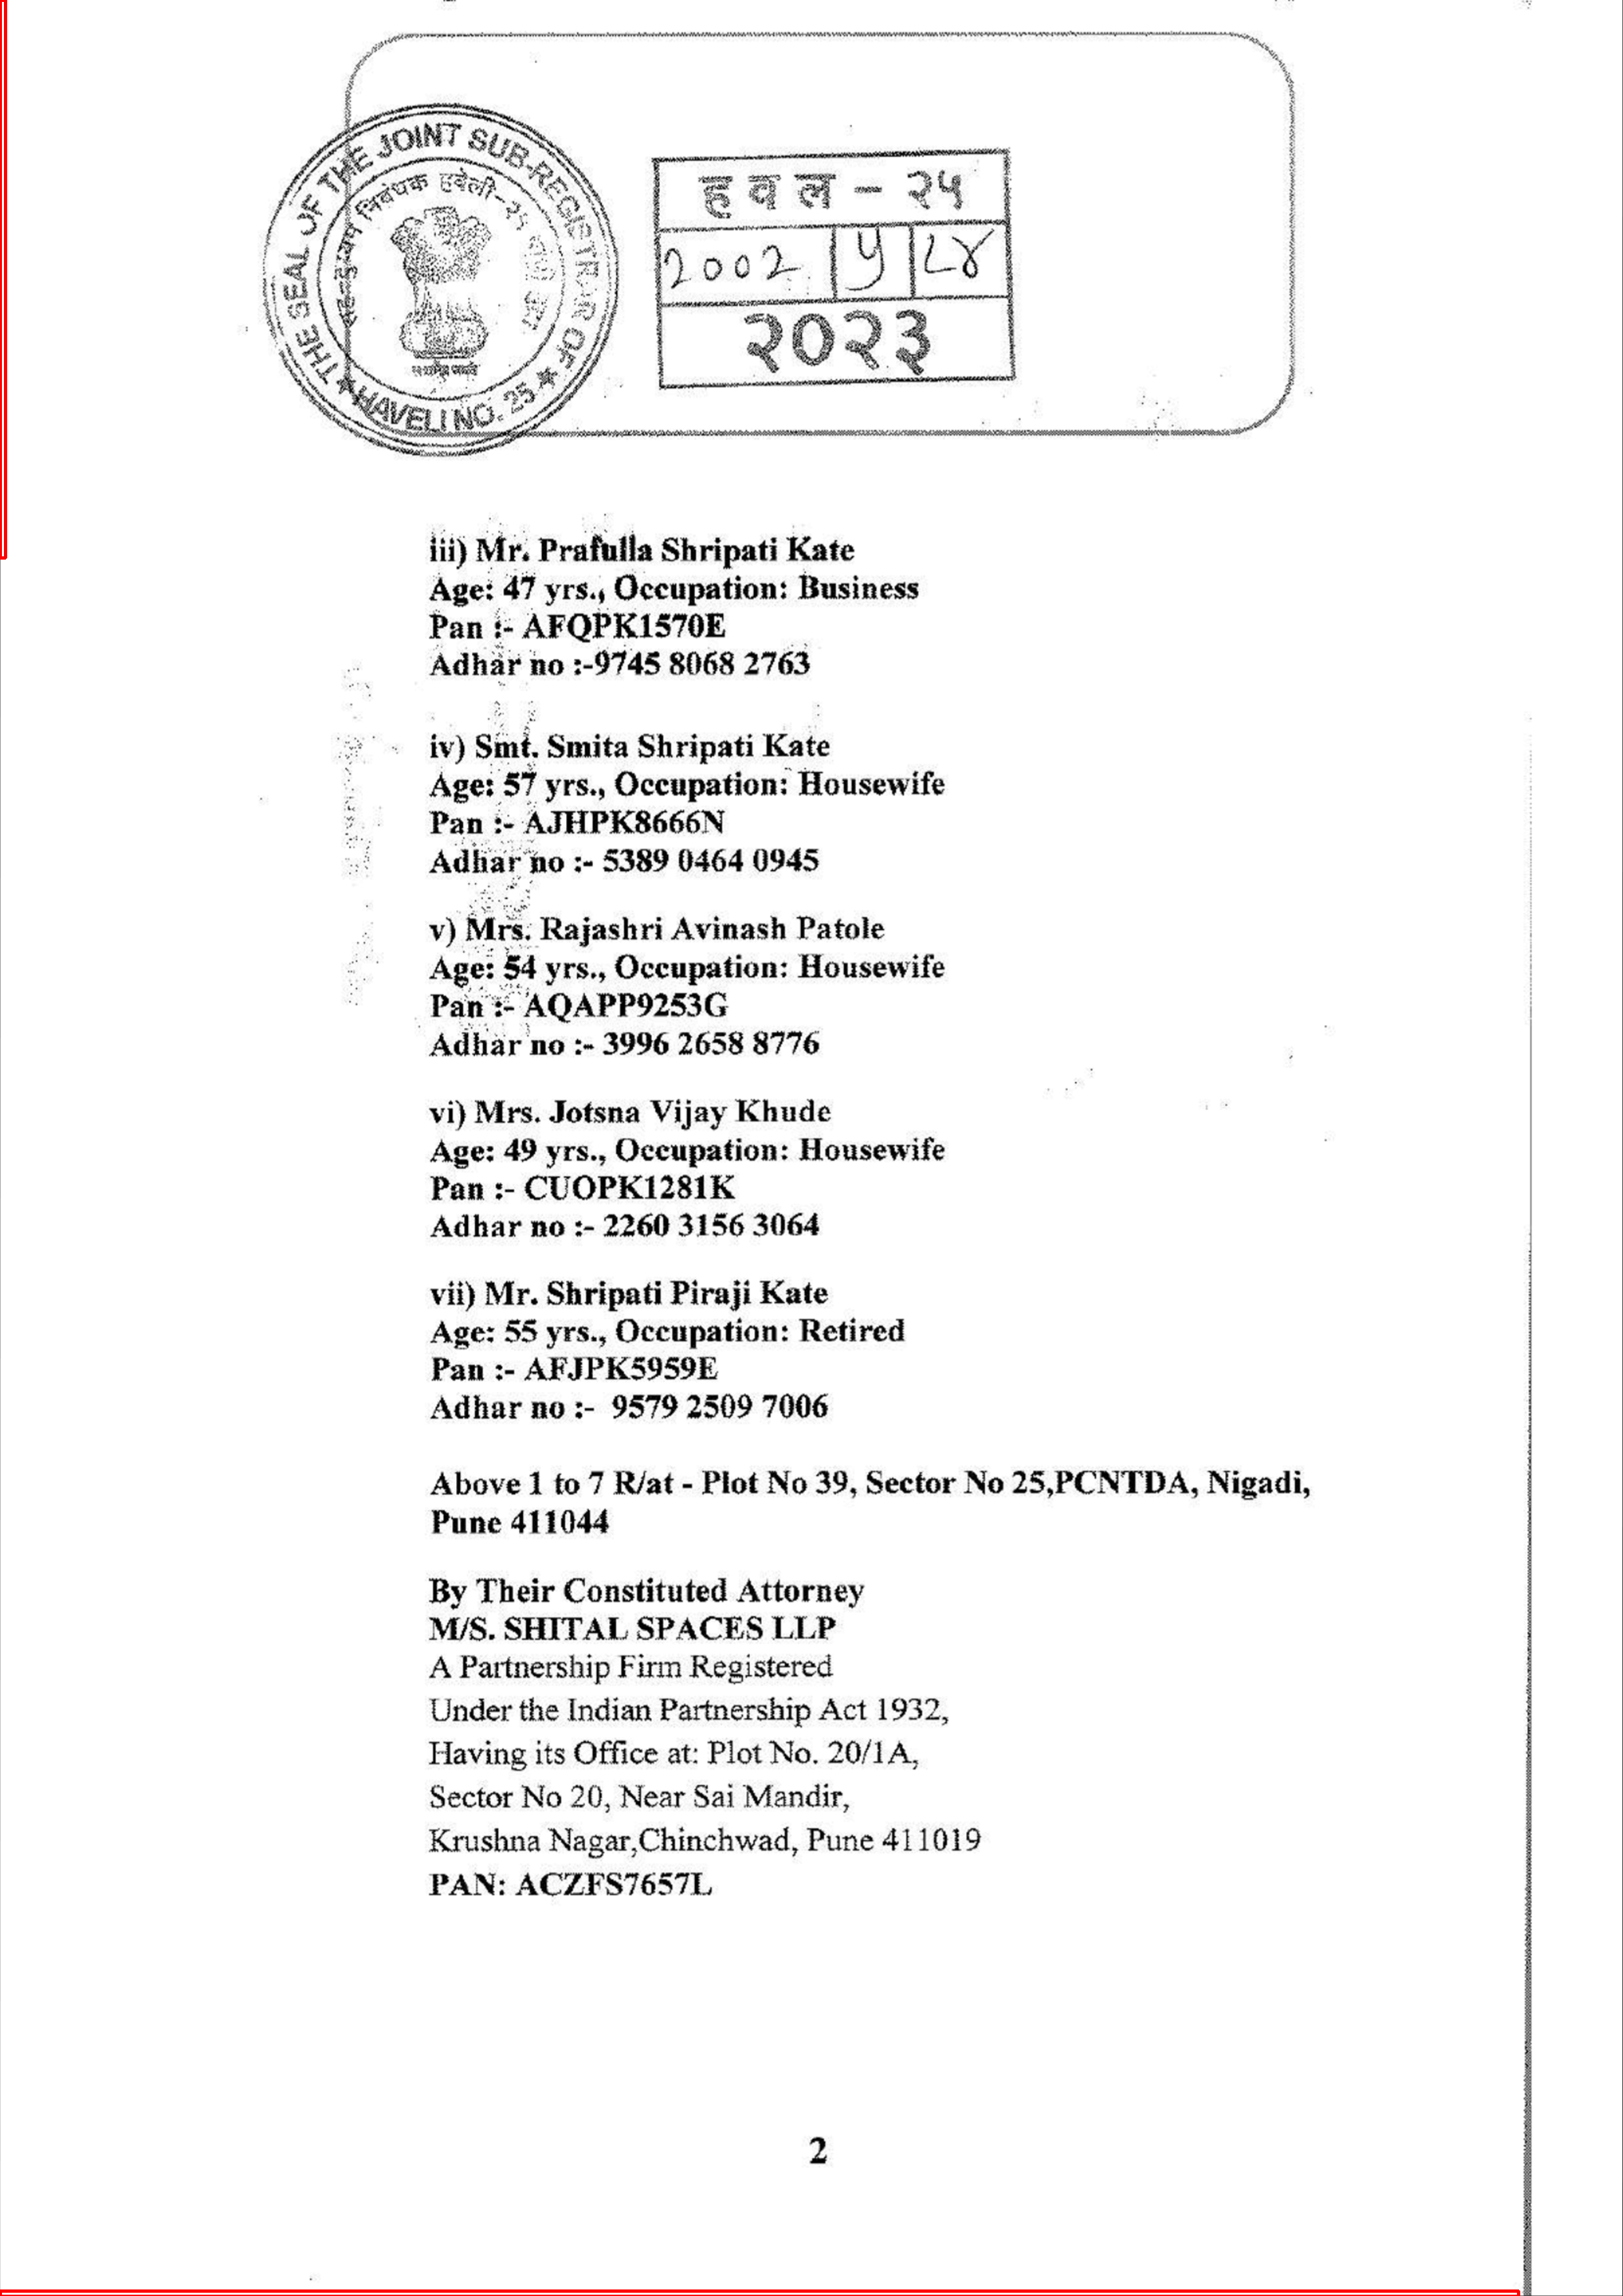 THE SEAL OF THE JOINT SUB-REGISTRAR OF
HAVELI NO. 25
हवल - २५
2002 | ५ | ८४
२०२३
iii) Mr. Prafulla Shripati Kate
Age: 47 yrs., Occupation: Business
Pan :- AFQPK1570E
Adhar no :-9745 8068 2763
iv) Smt. Smita Shripati Kate
Age: 57 yrs., Occupation: Housewife
Pan :- AJHPK8666N
Adhar no :- 5389 0464 0945
v) Mrs. Rajashri Avinash Patole
Age: 54 yrs., Occupation: Housewife
Pan :- AQAPP9253G
Adhar no :- 3996 2658 8776
vi) Mrs. Jotsna Vijay Khude
Age: 49 yrs., Occupation: Housewife
Pan :- CUOPK1281K
Adhar no :- 2260 3156 3064
vii) Mr. Shripati Piraji Kate
Age: 55 yrs., Occupation: Retired
Pan :- AFJPK5959E
Adhar no :- 9579 2509 7006
Above 1 to 7 R/at - Plot No 39, Sector No 25,PCNTDA, Nigadi,
Pune 411044
By Their Constituted Attorney
M/S. SHITAL SPACES LLP
A Partnership Firm Registered
Under the Indian Partnership Act 1932,
Having its Office at: Plot No. 20/1A,
Sector No 20, Near Sai Mandir,
Krushna Nagar,Chinchwad, Pune 411019
PAN: ACZFS7657L
2